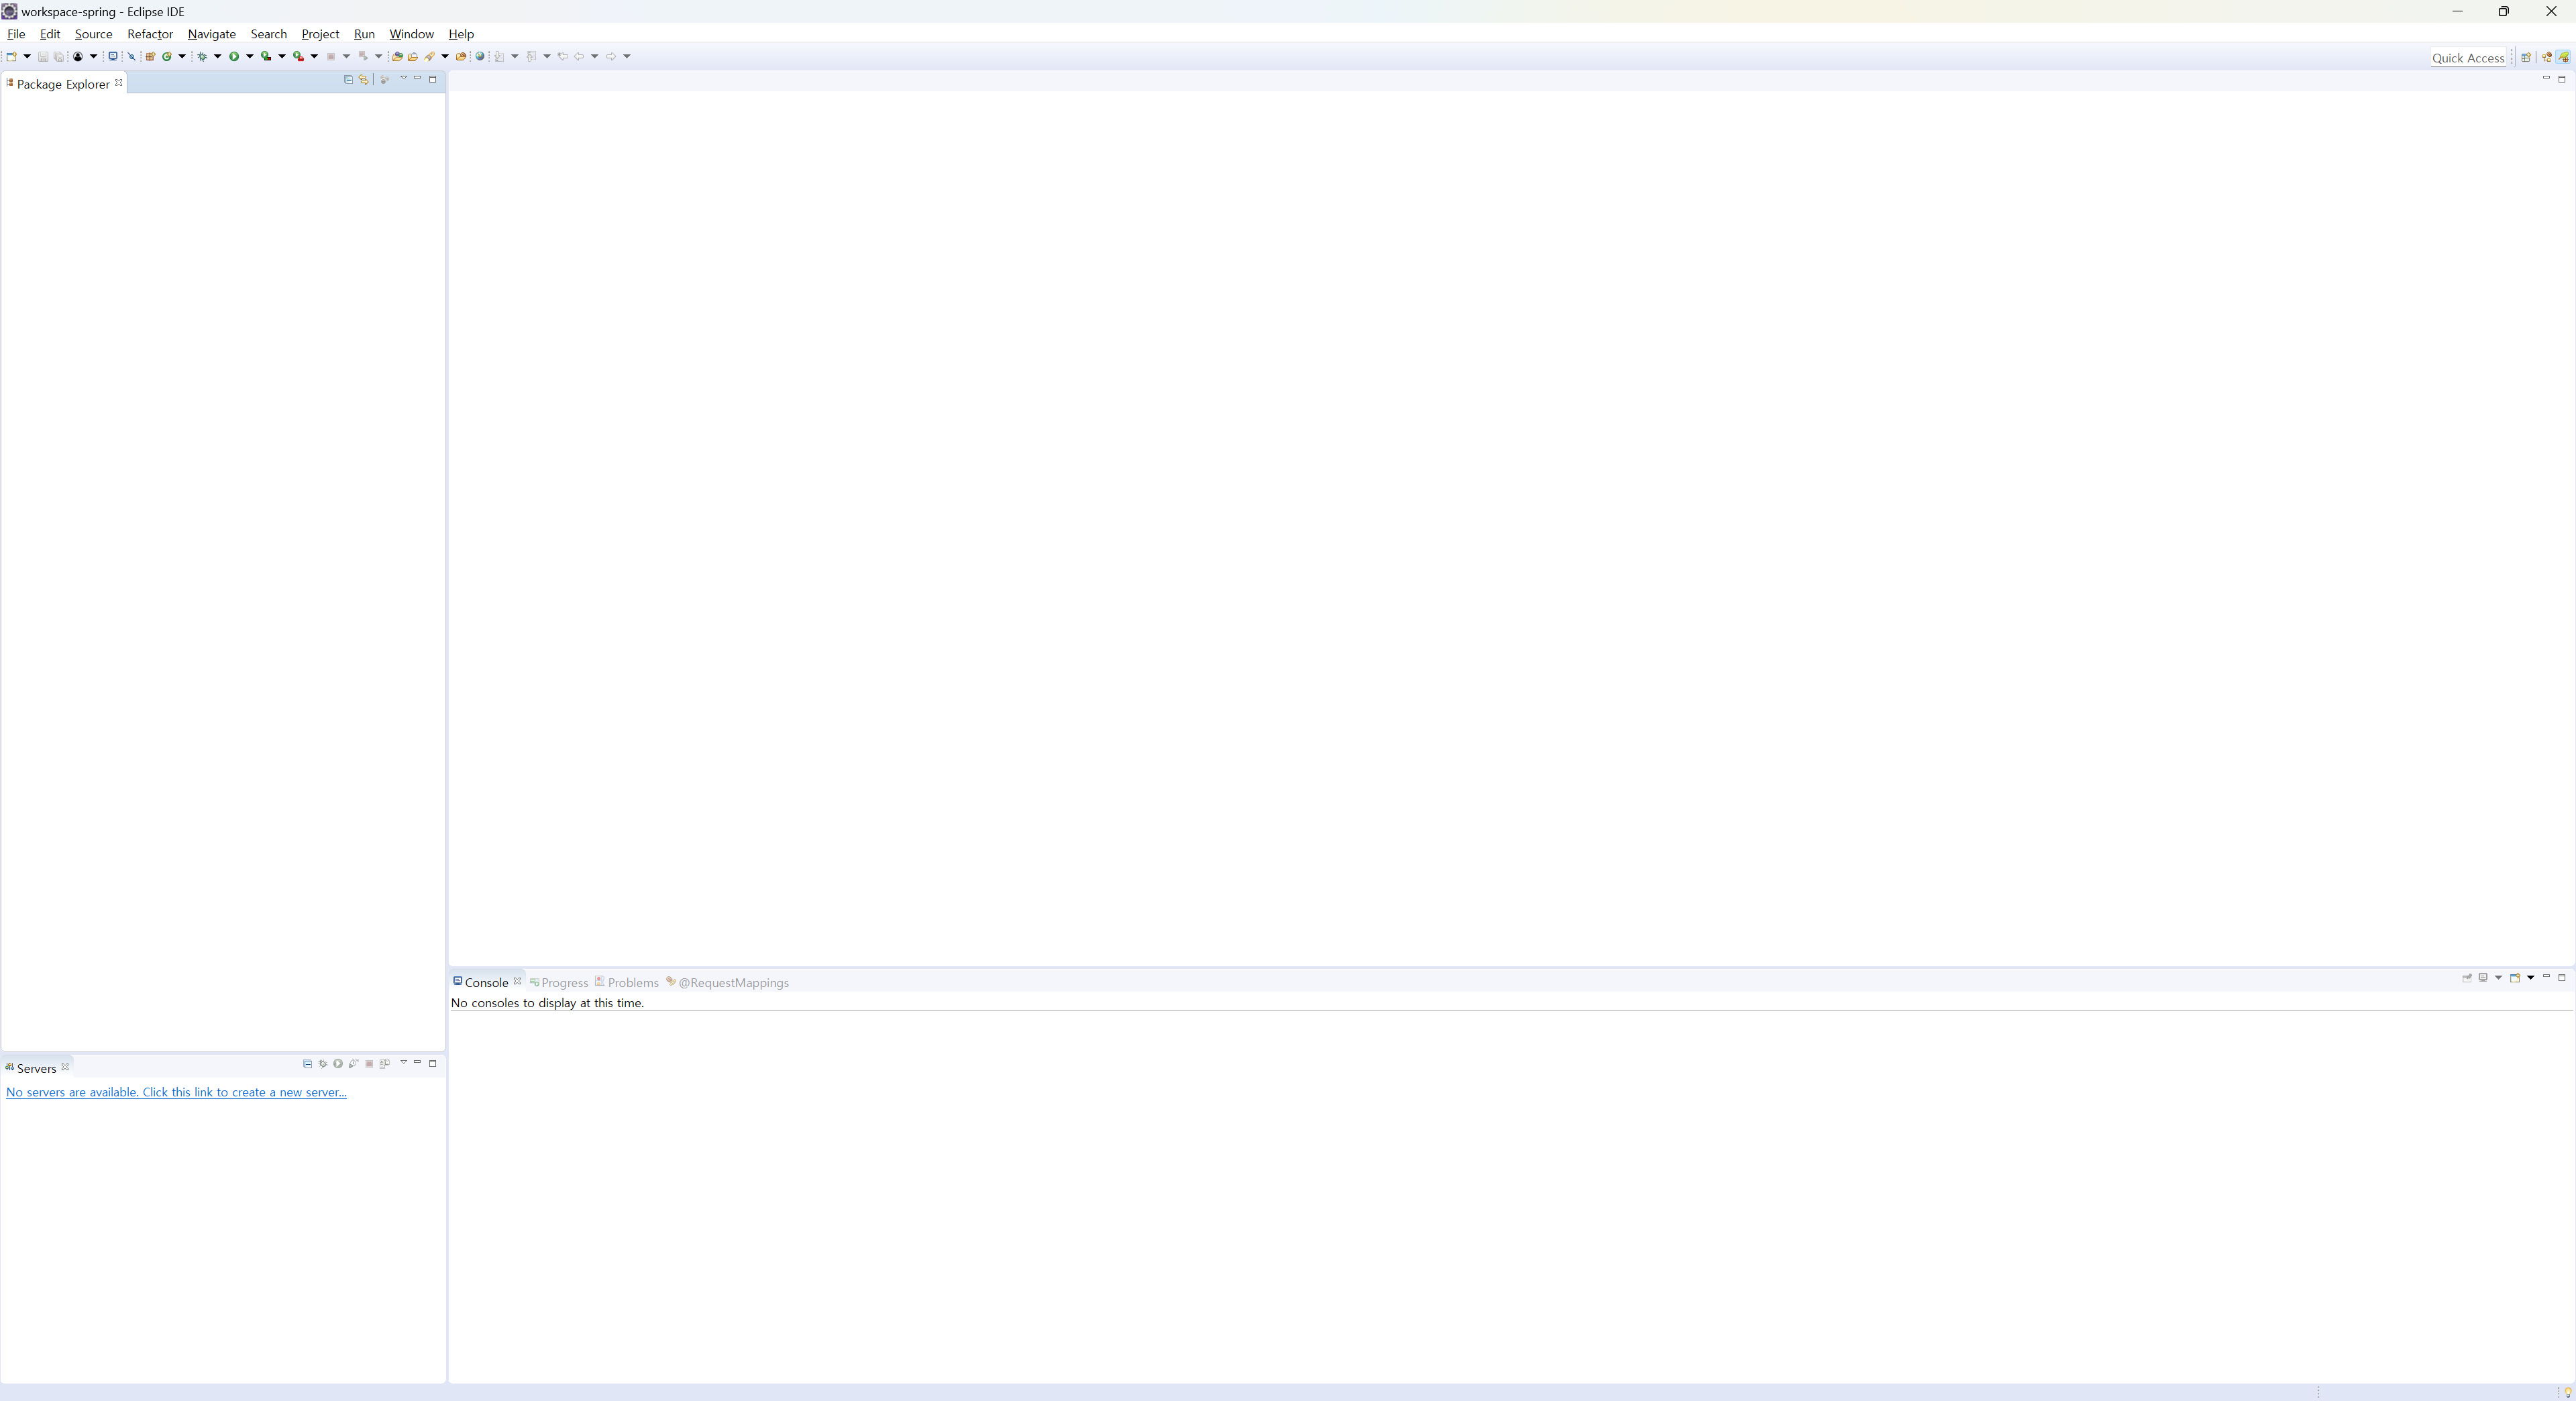 workspace-spring - Eclipse IDE
File Edit Source Refactor Navigate Search Project Run Window Help
Quick Access
Package Explorer
Console Progress Problems @RequestMappings
No consoles to display at this time.
Servers
No servers are available. Click this link to create a new server...